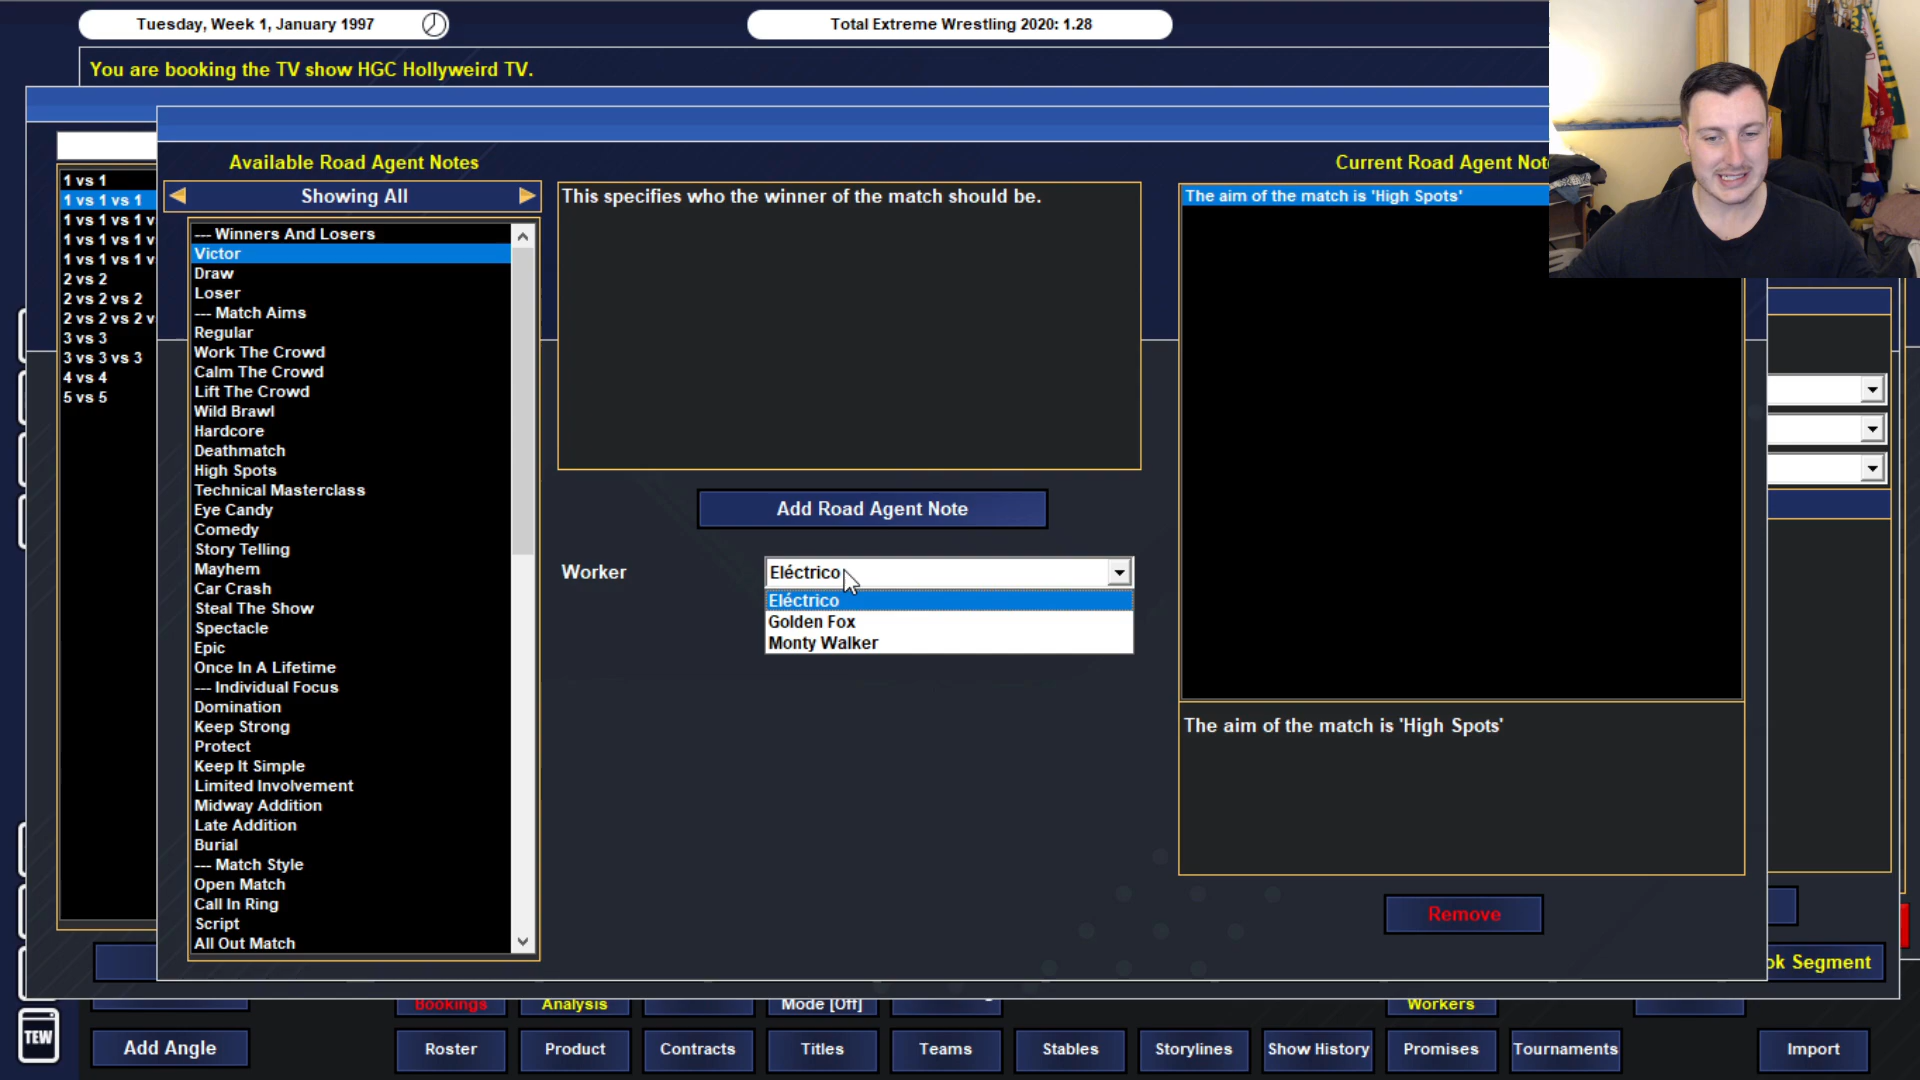 Tuesday, Week 1, January 1997
Total Extreme Wrestling 2020: 1.28
You are booking the TV show HGC Hollyweird TV.
Available Road Agent Notes
Showing All
1 vs 1
1 vs 1 vs 1
1 vs 1 vs 1 v
1 vs 1 vs 1 v
1 vs 1 vs 1 v
2 vs 2
2 vs 2 vs 2
2 vs 2 vs 2 v
3 vs 3
3 vs 3 vs 3
4 vs 4
5 vs 5
--- Winners And Losers
Victor
Draw
Loser
--- Match Aims
Regular
Work The Crowd
Calm The Crowd
Lift The Crowd
Wild Brawl
Hardcore
Deathmatch
High Spots
Technical Masterclass
Eye Candy
Comedy
Story Telling
Mayhem
Car Crash
Steal The Show
Spectacle
Epic
Once In A Lifetime
--- Individual Focus
Domination
Keep Strong
Protect
Keep It Simple
Limited Involvement
Midway Addition
Late Addition
Burial
--- Match Style
Open Match
Call In Ring
Script
All Out Match
This specifies who the winner of the match should be.
Add Road Agent Note
Worker
Eléctrico
Eléctrico
Golden Fox
Monty Walker
Current Road Agent Not
The aim of the match is 'High Spots'
The aim of the match is 'High Spots'
Remove
ok Segment
Bookings
Analysis
Mode [Off]
Workers
TEW
Add Angle
Roster
Product
Contracts
Titles
Teams
Stables
Storylines
Show History
Promises
Tournaments
Import